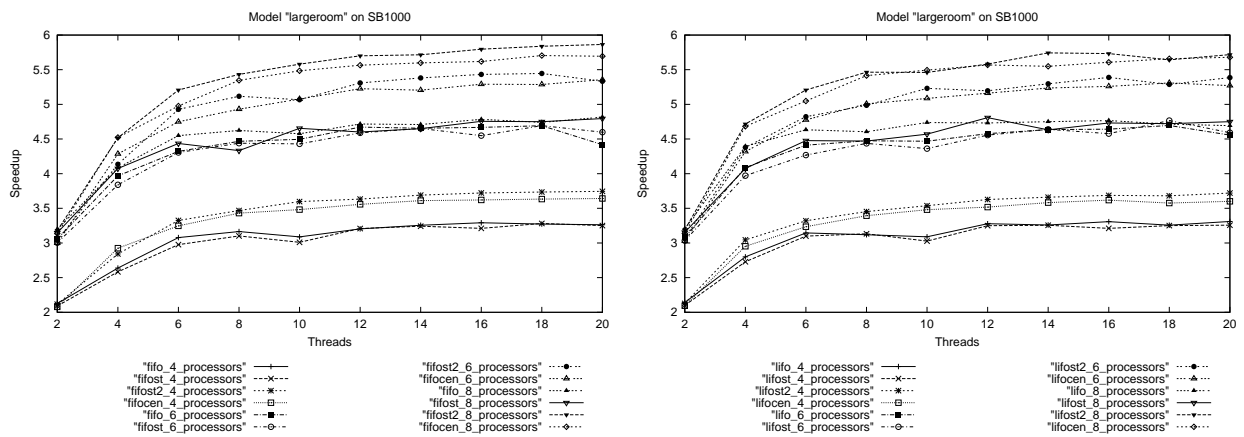 Model "largeroom" on SB1000
6
5.5
5
4.5
4
3.5
3
2.5
2
Speedup
2 4 6 8 10 12 14 16 18 20
Threads
"fifo_4_processors"
"fifost_4_processors"
"fifost2_4_processors"
"fifocen_4_processors"
"fifo_6_processors"
"fifost_6_processors"
"fifost2_6_processors"
"fifocen_6_processors"
"fifo_8_processors"
"fifost_8_processors"
"fifost2_8_processors"
"fifocen_8_processors"
Model "largeroom" on SB1000
6
5.5
5
4.5
4
3.5
3
2.5
2
Speedup
2 4 6 8 10 12 14 16 18 20
Threads
"lifo_4_processors"
"lifost_4_processors"
"lifost2_4_processors"
"lifocen_4_processors"
"lifo_6_processors"
"lifost_6_processors"
"lifost2_6_processors"
"lifocen_6_processors"
"lifo_8_processors"
"lifost_8_processors"
"lifost2_8_processors"
"lifocen_8_processors"